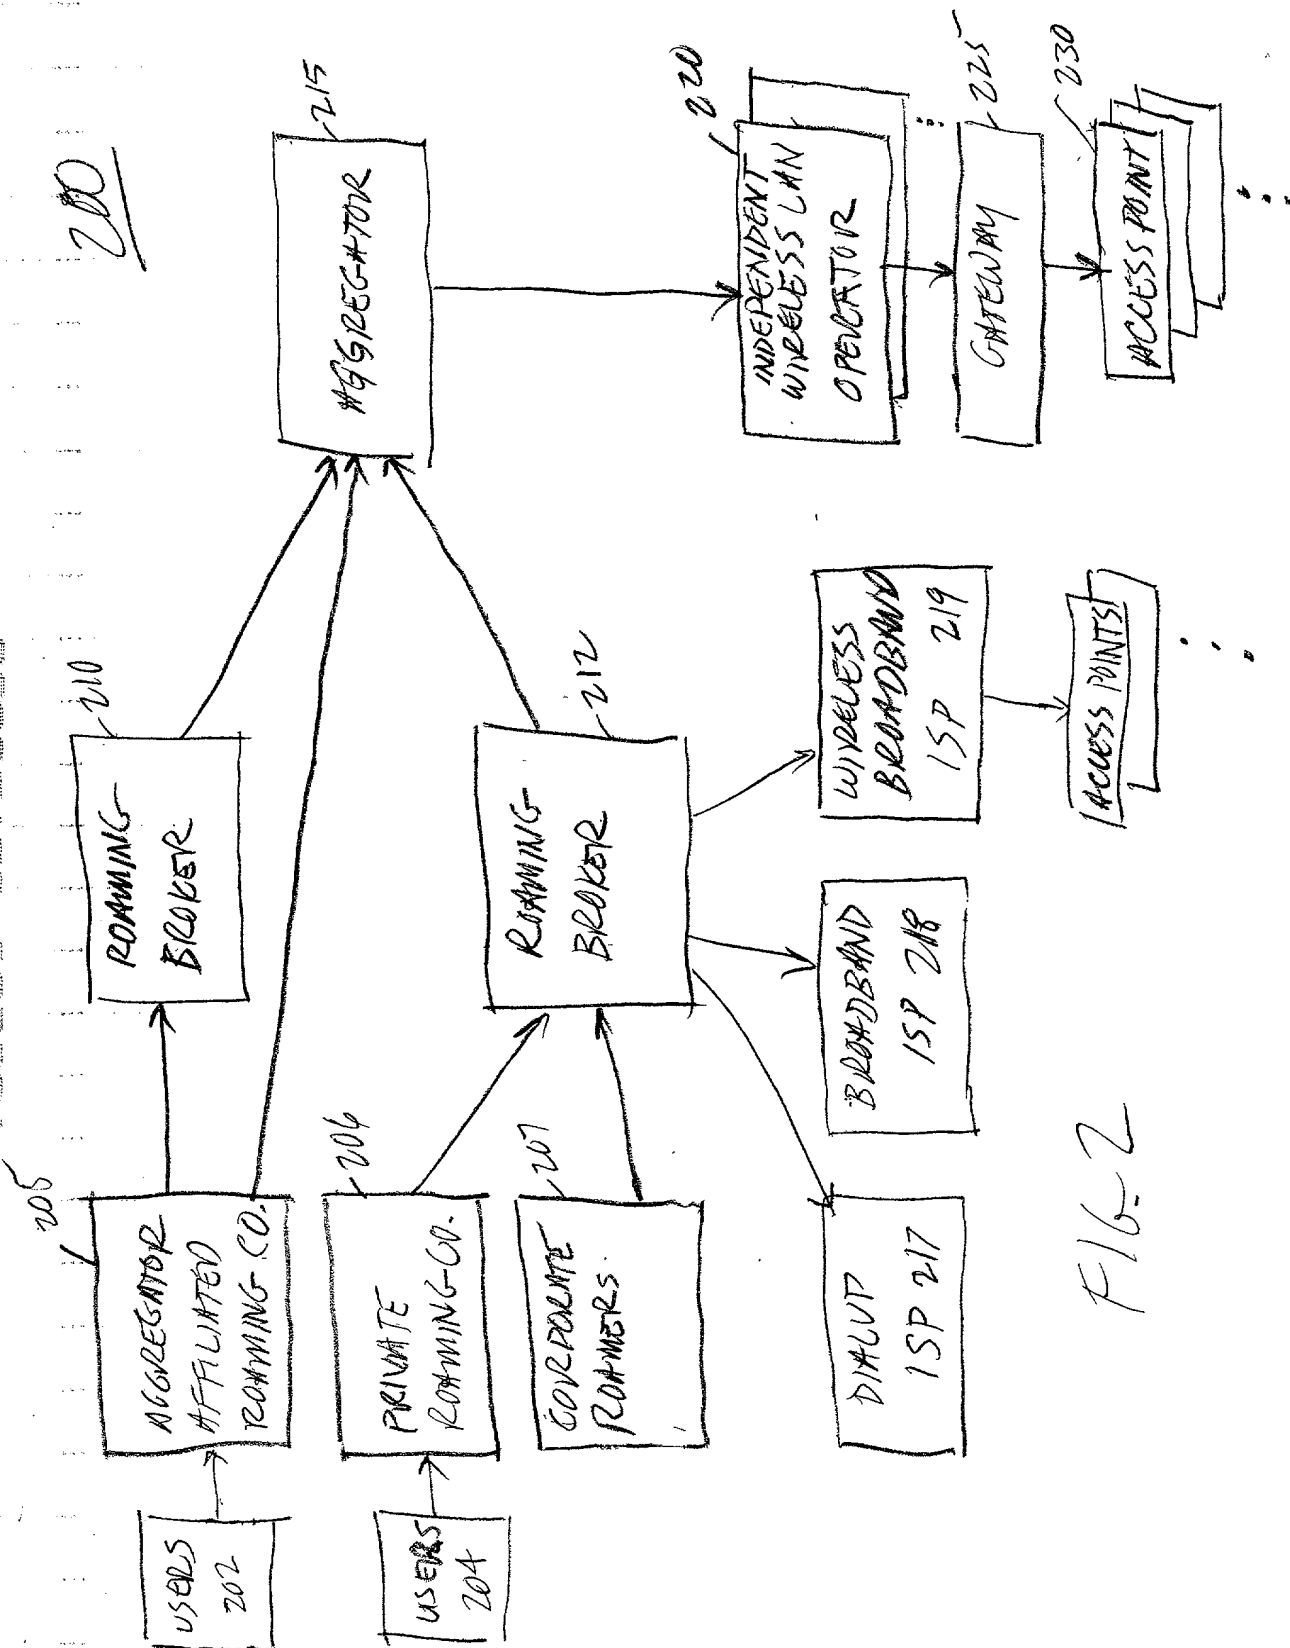 200
USERS
202
AGGREGATOR
AFFILIATED
ROAMING CO.
205
ROAMING
BROKER
210
AGGREGATOR
215
USERS
204
PRIVATE
ROAMING CO.
206
CORPORATE
ROAMERS
207
ROAMING
BROKER
212
DIALUP
ISP 217
BROADBAND
ISP 218
WIRELESS
BROADBAND
ISP 219
ACCESS POINTS
INDEPENDENT
WIRELESS LAN
OPERATOR
220
GATEWAY
225
ACCESS POINT
230
FIG-2